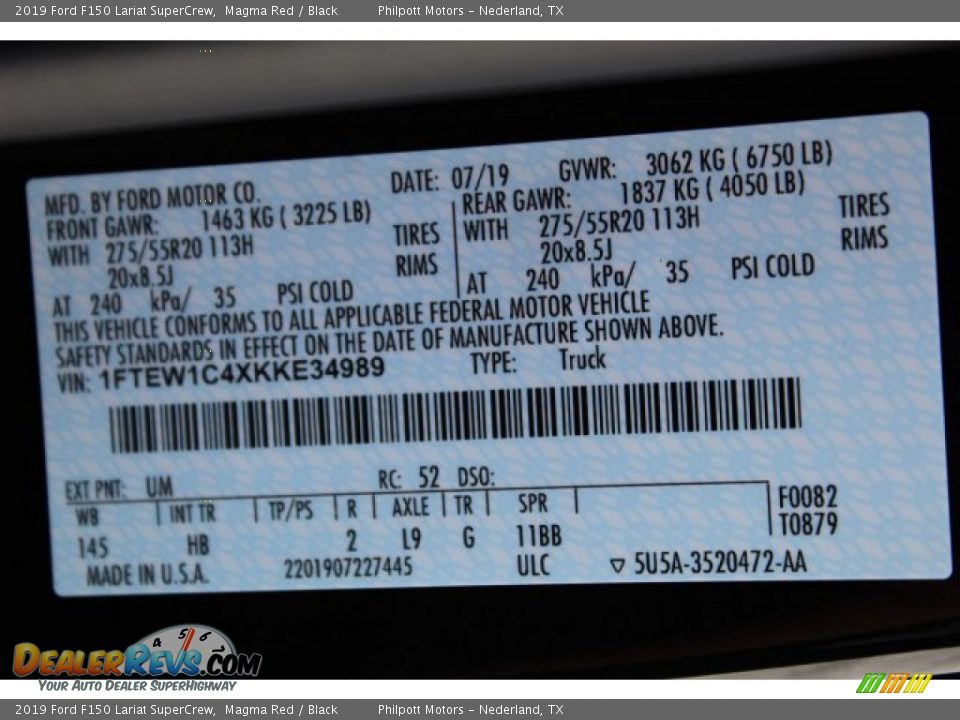 2019 Ford F150 Lariat SuperCrew, Magma Red / Black Philpott Motors - Nederland, TX
MFD. BY FORD MOTOR CO. DATE: 07/19 GVWR: 3062 KG ( 6750 LB)
FRONT GAWR: 1463 KG ( 3225 LB) REAR GAWR: 1837 KG ( 4050 LB)
WITH 275/55R20 113H TIRES WITH 275/55R20 113H TIRES
20x8.5J RIMS 20x8.5J RIMS
AT 240 kPa/ 35 PSI COLD AT 240 kPa/ 35 PSI COLD
THIS VEHICLE CONFORMS TO ALL APPLICABLE FEDERAL MOTOR VEHICLE
SAFETY STANDARDS IN EFFECT ON THE DATE OF MANUFACTURE SHOWN ABOVE.
VIN: 1FTEW1C4XKKE34989 TYPE: Truck
EXT PNT: UM RC: 52 DSO:
WB INT TR TP/PS R AXLE TR SPR F0082
145 HB 2 L9 G 11BB T0879
MADE IN U.S.A. 2201907227445 ULC ▽ 5U5A-3520472-AA
4 5 6
DEALERREVS.COM
YOUR AUTO DEALER SUPERHIGHWAY
2019 Ford F150 Lariat SuperCrew, Magma Red / Black Philpott Motors - Nederland, TX